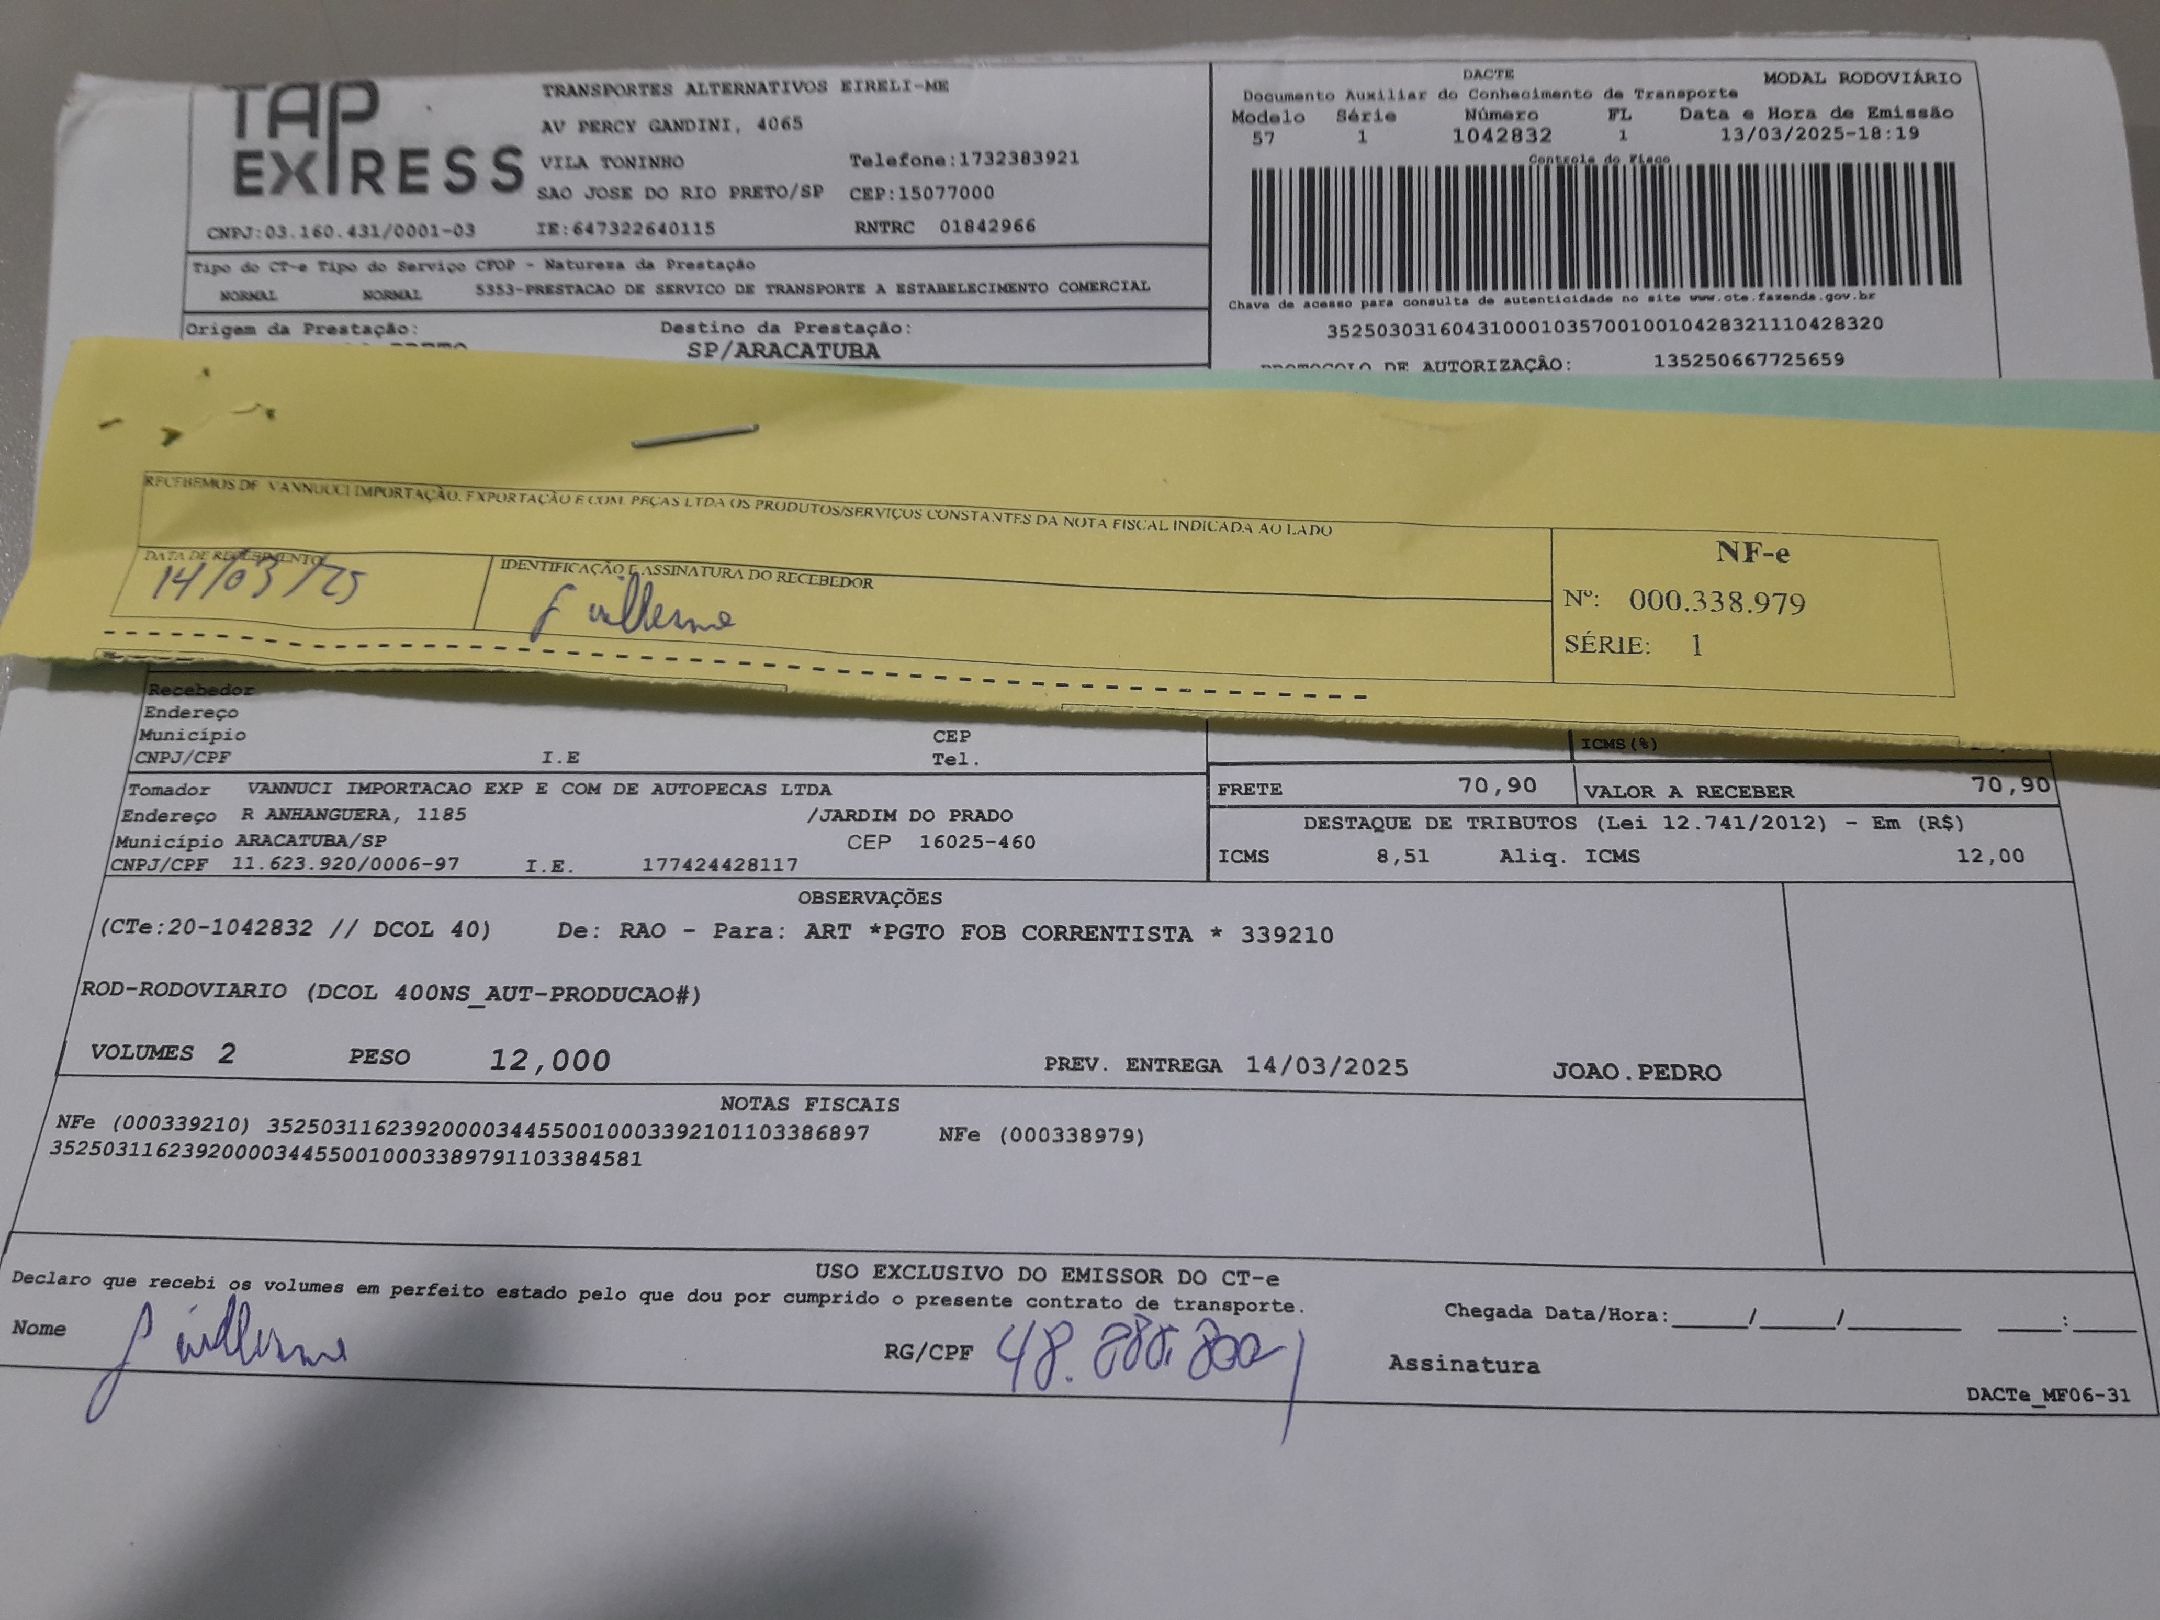 TAP EXPRESS
TRANSPORTES ALTERNATIVOS EIRELI-ME
AV PERCY GANDINI, 4065
VILA TONINHO Telefone:1732383921
SAO JOSE DO RIO PRETO/SP CEP:15077000
CNPJ:03.160.431/0001-03 IE:647322640115 RNTRC 01842966
DACTE MODAL RODOVIÁRIO
Documento Auxiliar do Conhecimento de Transporte
Modelo Série Número FL Data e Hora de Emissão
57 1 1042832 1 13/03/2025-18:19
Controle do Fisco
Tipo do CT-e Tipo do Serviço CFOP - Natureza da Prestação
NORMAL NORMAL 5353-PRESTACAO DE SERVICO DE TRANSPORTE A ESTABELECIMENTO COMERCIAL
Chave de acesso para consulta de autenticidade no site www.cte.fazenda.gov.br
35250303160431000103570010010428321110428320
Origem da Prestação: Destino da Prestação:
PRETO SP/ARACATUBA
PROTOCOLO DE AUTORIZAÇÃO: 135250667725659
RECEBEMOS DE VANNUCI IMPORTAÇÃO, EXPORTAÇÃO E COM. PEÇAS LTDA OS PRODUTOS/SERVIÇOS CONSTANTES DA NOTA FISCAL INDICADA AO LADO
DATA DE RECEBIMENTO IDENTIFICAÇÃO E ASSINATURA DO RECEBEDOR
14/03/25 Guilherme
NF-e
Nº: 000.338.979
SÉRIE: 1
Recebedor
Endereço
Município CEP
CNPJ/CPF I.E Tel.
ICMS(%)
Tomador VANNUCI IMPORTACAO EXP E COM DE AUTOPECAS LTDA
Endereço R ANHANGUERA, 1185 /JARDIM DO PRADO
Município ARACATUBA/SP CEP 16025-460
CNPJ/CPF 11.623.920/0006-97 I.E. 177424428117
FRETE 70,90 VALOR A RECEBER 70,90
DESTAQUE DE TRIBUTOS (Lei 12.741/2012) - Em (R$)
ICMS 8,51 Aliq. ICMS 12,00
OBSERVAÇÕES
(CTe:20-1042832 // DCOL 40) De: RAO - Para: ART *PGTO FOB CORRENTISTA * 339210
ROD-RODOVIARIO (DCOL 400NS_AUT-PRODUCAO#)
VOLUMES 2 PESO 12,000 PREV. ENTREGA 14/03/2025 JOAO.PEDRO
NOTAS FISCAIS
NFe (000339210) 35250311623920000344550010003392101103386897 NFe (000338979)
35250311623920000344550010003389791103384581
USO EXCLUSIVO DO EMISSOR DO CT-e
Declaro que recebi os volumes em perfeito estado pelo que dou por cumprido o presente contrato de transporte.
Chegada Data/Hora:_____/_____/_______ ____:____
Nome Guilherme RG/CPF Assinatura
DACTe_MF06-31